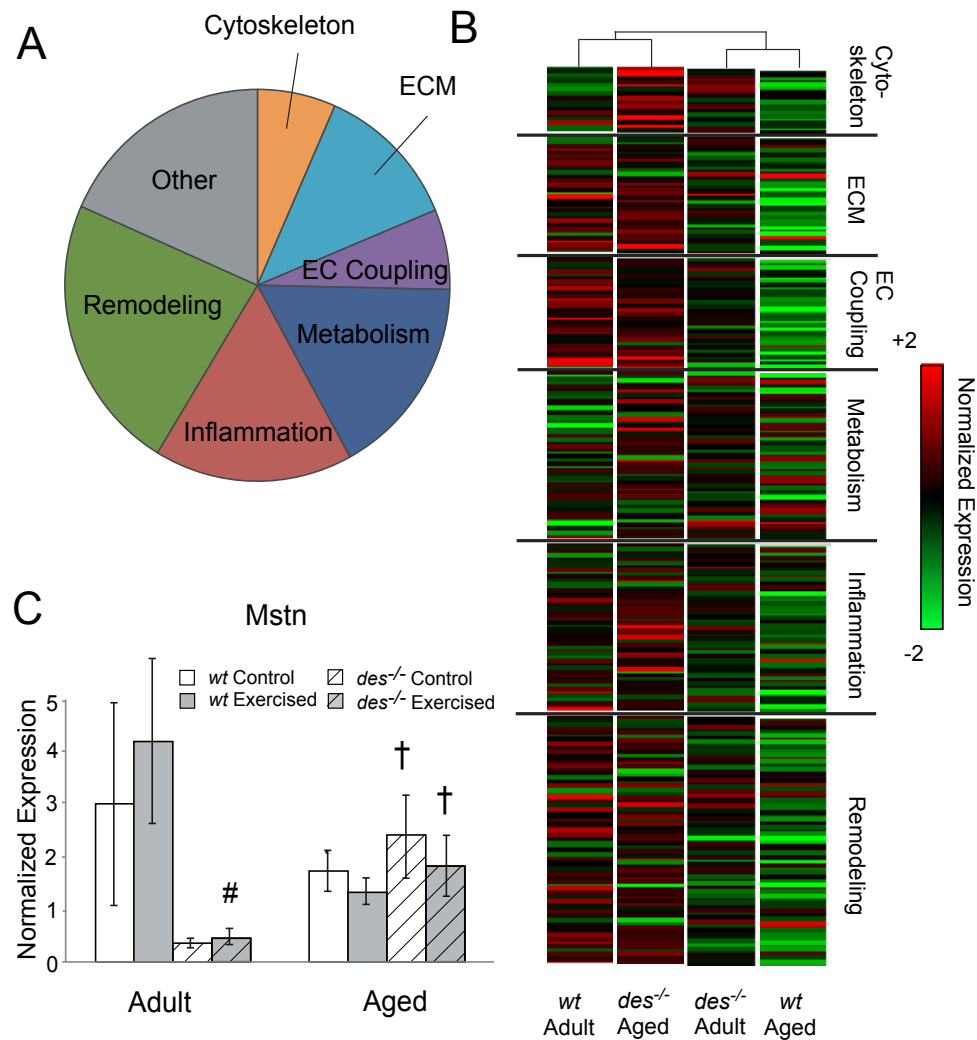 A
Cytoskeleton
ECM
Other
EC Coupling
Remodeling
Metabolism
Inflammation
B
Cyto-
skeleton
ECM
EC
Coupling
Metabolism
Inflammation
Remodeling
wt
Adult
des-/-
Aged
des-/-
Adult
wt
Aged
+2
Normalized Expression
-2
C
Mstn
wt Control
des-/- Control
wt Exercised
des-/- Exercised
Normalized Expression
5
4
3
2
1
0
#
†
†
Adult
Aged